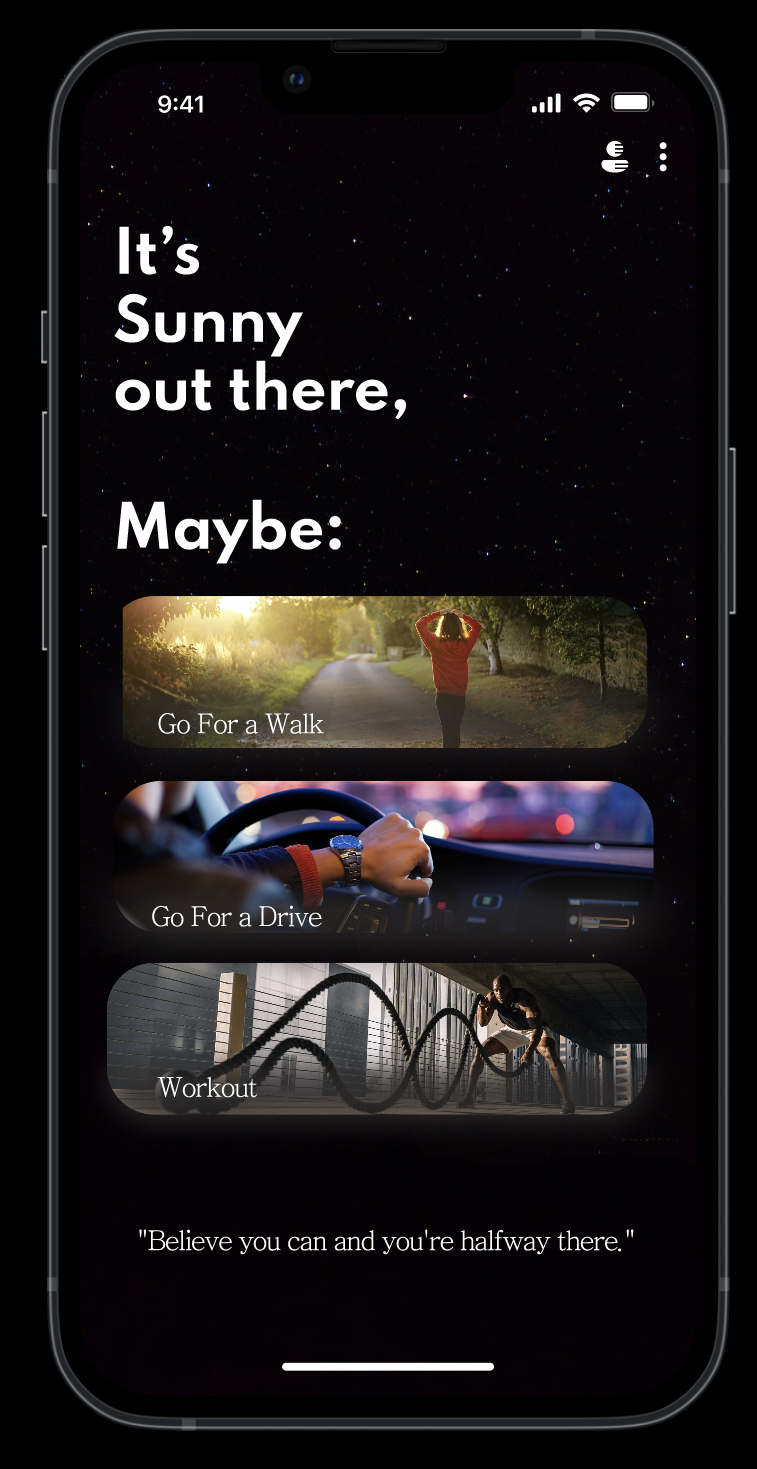 9:41
It’s
Sunny
out there,
Maybe:
Go For a Walk
Go For a Drive
Workout
"Believe you can and you're halfway there."